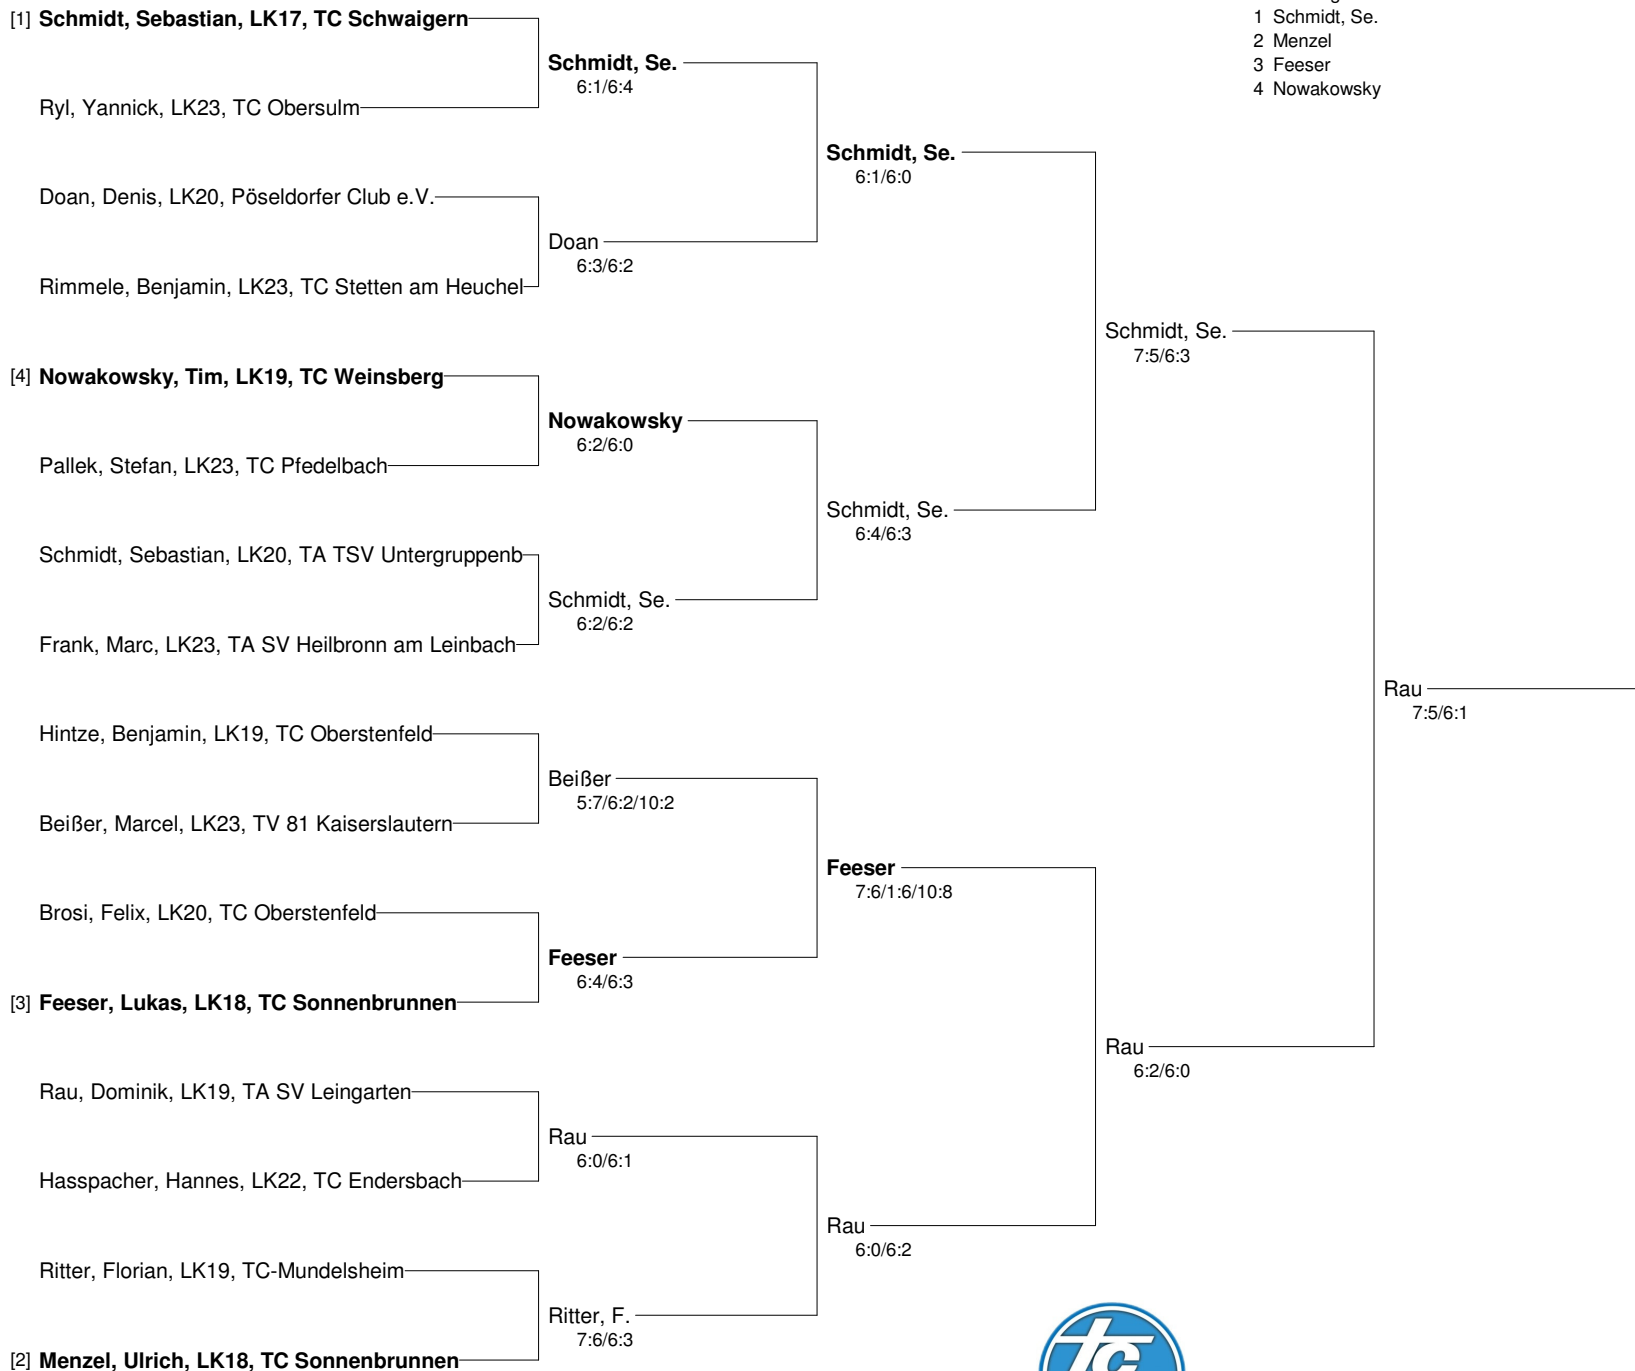 1 Schmidt, Se.
2 Menzel
3 Feeser
4 Nowakowsky
[1] Schmidt, Sebastian, LK17, TC Schwaigern
Schmidt, Se.
6:1/6:4
Ryl, Yannick, LK23, TC Obersulm
Schmidt, Se.
6:1/6:0
Doan, Denis, LK20, Pöseldorfer Club e.V.
Doan
6:3/6:2
Rimmele, Benjamin, LK23, TC Stetten am Heuchel
Schmidt, Se.
7:5/6:3
[4] Nowakowsky, Tim, LK19, TC Weinsberg
Nowakowsky
6:2/6:0
Pallek, Stefan, LK23, TC Pfedelbach
Schmidt, Se.
6:4/6:3
Schmidt, Sebastian, LK20, TA TSV Untergruppenb
Schmidt, Se.
6:2/6:2
Frank, Marc, LK23, TA SV Heilbronn am Leinbach
Rau
7:5/6:1
Hintze, Benjamin, LK19, TC Oberstenfeld
Beißer
5:7/6:2/10:2
Beißer, Marcel, LK23, TV 81 Kaiserslautern
Feeser
7:6/1:6/10:8
Brosi, Felix, LK20, TC Oberstenfeld
Feeser
6:4/6:3
[3] Feeser, Lukas, LK18, TC Sonnenbrunnen
Rau
6:2/6:0
Rau, Dominik, LK19, TA SV Leingarten
Rau
6:0/6:1
Hasspacher, Hannes, LK22, TC Endersbach
Rau
6:0/6:2
Ritter, Florian, LK19, TC-Mundelsheim
Ritter, F.
7:6/6:3
[2] Menzel, Ulrich, LK18, TC Sonnenbrunnen
tc